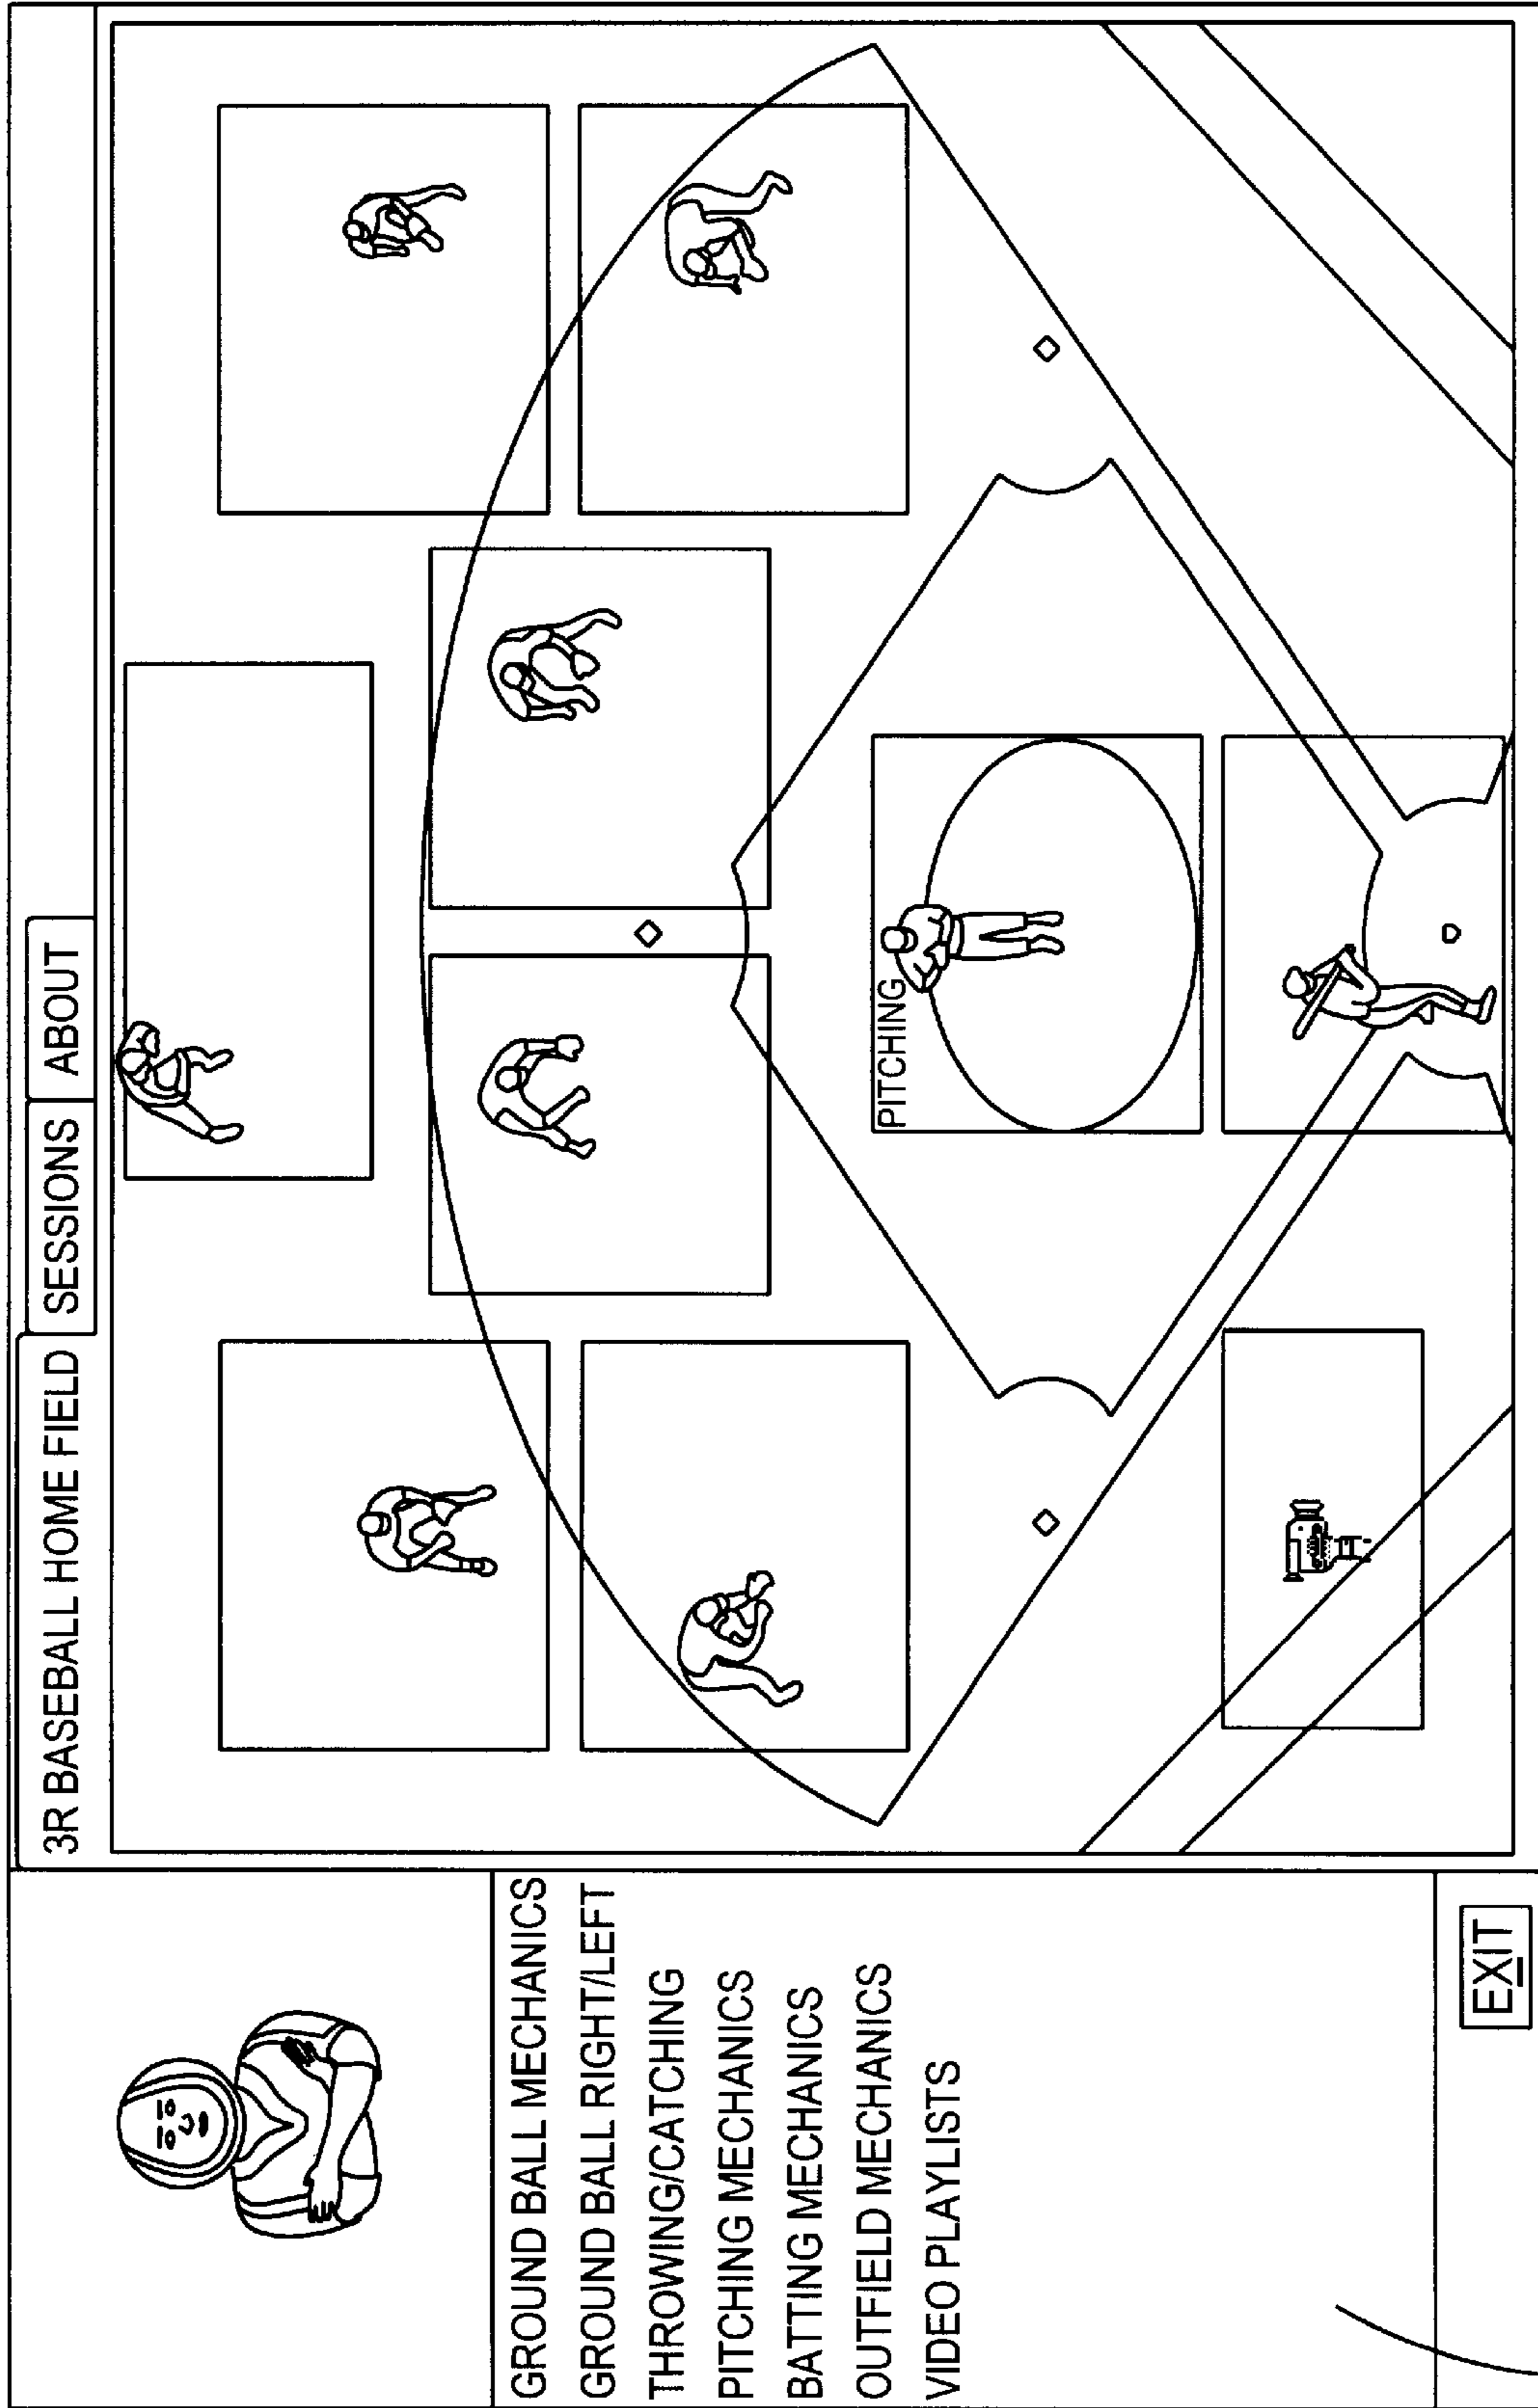 3R BASEBALL HOME FIELD
SESSIONS
ABOUT
GROUND BALL MECHANICS
GROUND BALL RIGHT/LEFT
THROWING/CATCHING
PITCHING MECHANICS
BATTING MECHANICS
OUTFIELD MECHANICS
VIDEO PLAYLISTS
EXIT
PITCHING